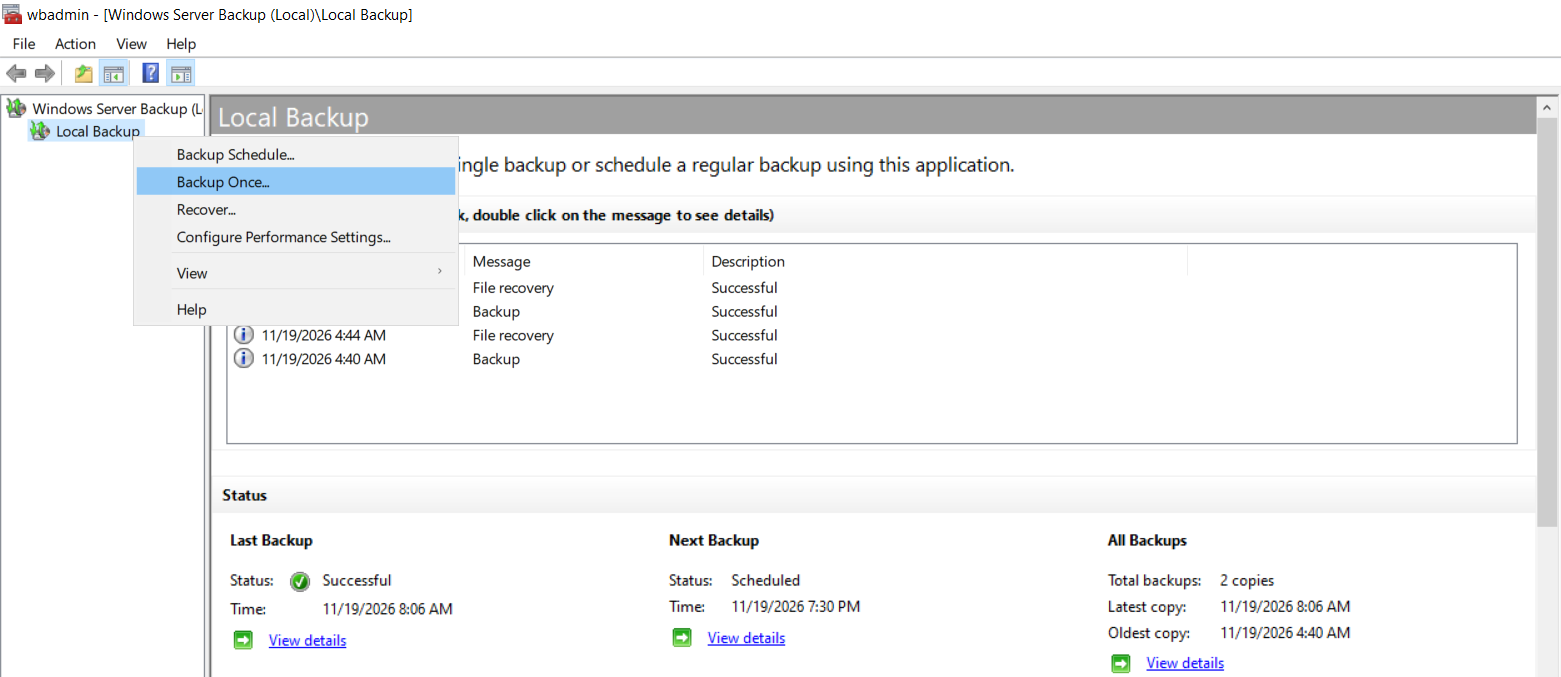 wbadmin - [Windows Server Backup (Local)\Local Backup]
File Action View Help
Windows Server Backup (L
Local Backup
Backup Schedule...
Backup Once...
Recover...
Configure Performance Settings...
View
Help
Local Backup
ingle backup or schedule a regular backup using this application.
k, double click on the message to see details)
Message Description
File recovery Successful
Backup Successful
11/19/2026 4:44 AM File recovery Successful
11/19/2026 4:40 AM Backup Successful
Status
Last Backup
Status: Successful
Time: 11/19/2026 8:06 AM
View details
Next Backup
Status: Scheduled
Time: 11/19/2026 7:30 PM
View details
All Backups
Total backups: 2 copies
Latest copy: 11/19/2026 8:06 AM
Oldest copy: 11/19/2026 4:40 AM
View details